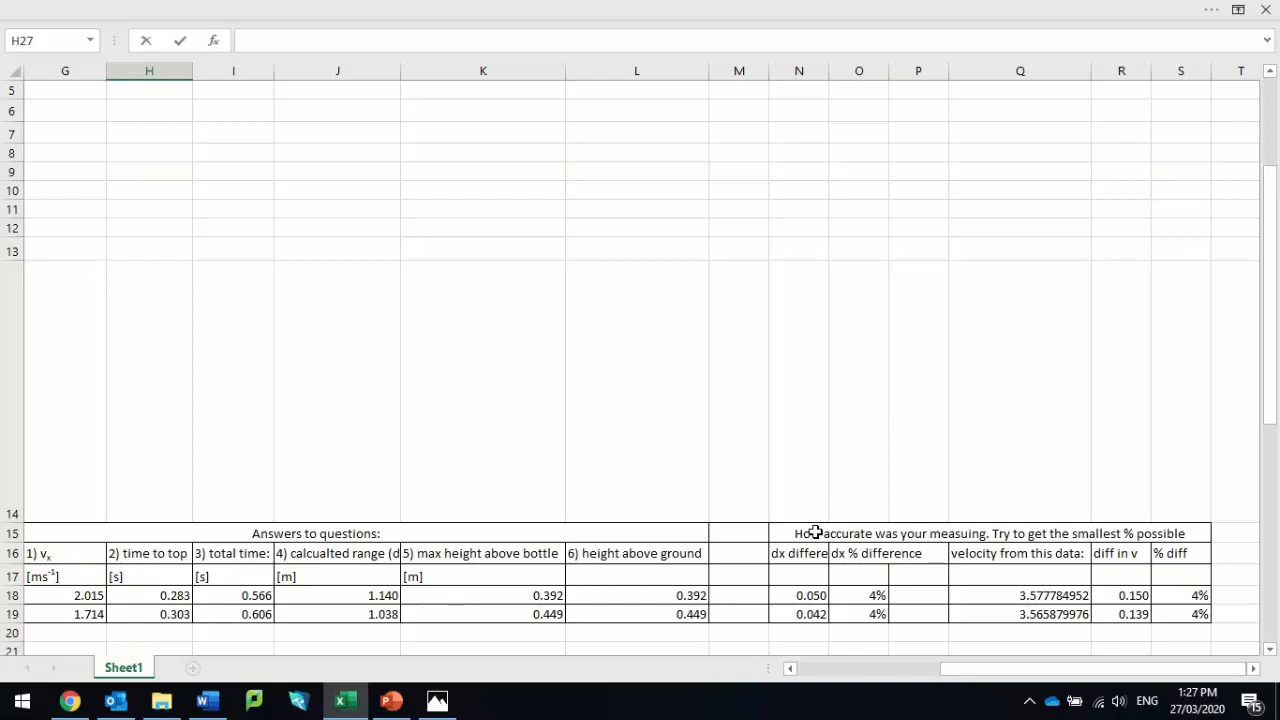 H27
G H I J K L M N O P Q R S T
5
6
7
8
9
10
11
12
13
14
15 Answers to questions: accurate was your measuing. Try to get the smallest % possible
16 1) vx 2) time to top 3) total time: 4) calcualted range (d 5) max height above bottle 6) height above ground dx differe dx % difference velocity from this data: diff in v % diff
17 [ms-1] [s] [s] [m] [m]
18 2.015 0.283 0.566 1.140 0.392 0.392 0.050 4% 3.577784952 0.150 4%
19 1.714 0.303 0.606 1.038 0.449 0.449 0.042 4% 3.565879976 0.139 4%
20
21
Sheet1
ENG
1:27 PM
27/03/2020
15